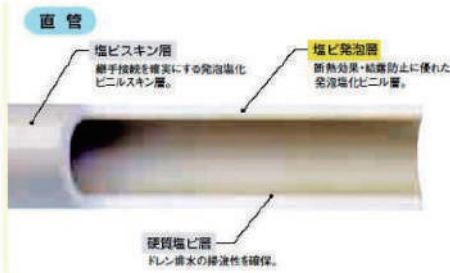 直管
塩ビスキン層
継手接続を確実にする発泡塩化
ビニルスキン層。
塩ビ発泡層
断熱効果・結露防止に優れた
発泡塩化ビニル層。
硬質塩ビ層
ドレン排水の掃流性を確保。